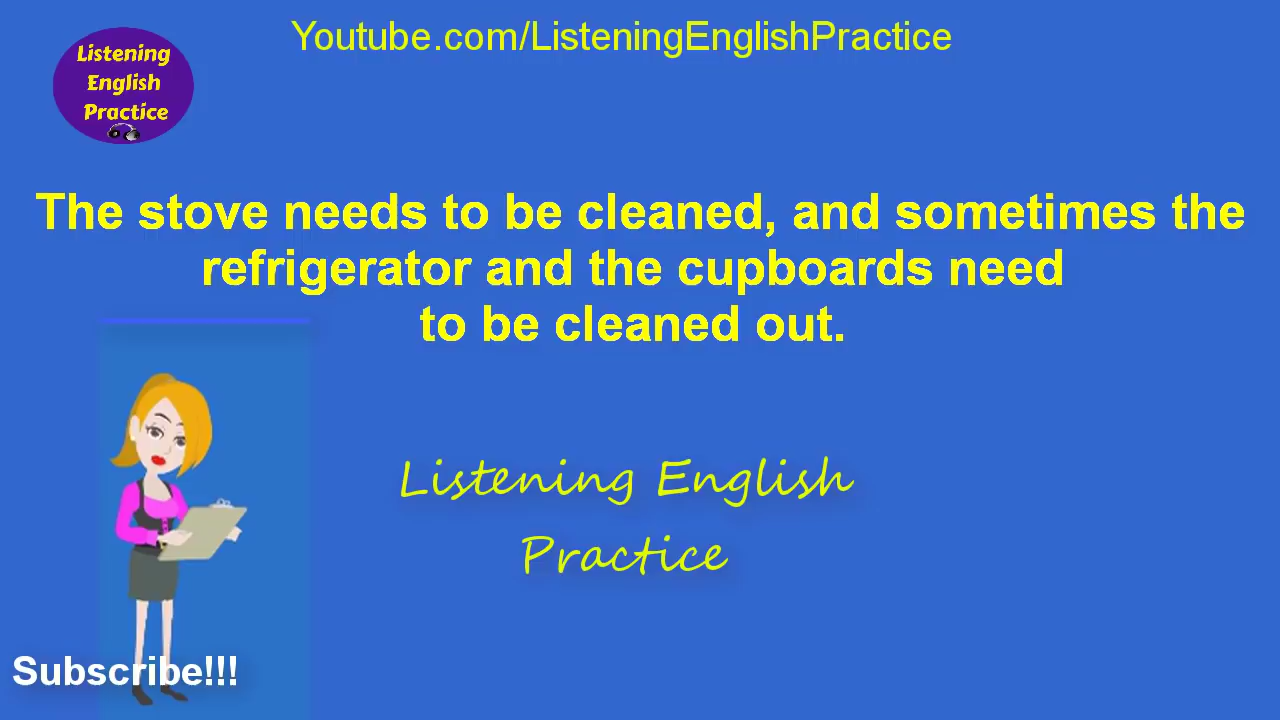 Youtube.com/ListeningEnglishPractice
Listening
English
Practice
The stove needs to be cleaned, and sometimes the
refrigerator and the cupboards need
to be cleaned out.
Listening English
Practice
Subscribe!!!